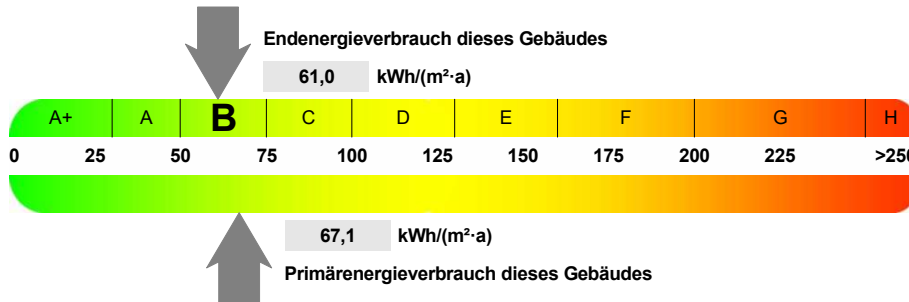 Endenergieverbrauch dieses Gebäudes
61,0 kWh/(m²·a)
A+ A B C D E F G H
0 25 50 75 100 125 150 175 200 225 >250
67,1 kWh/(m²·a)
Primärenergieverbrauch dieses Gebäudes